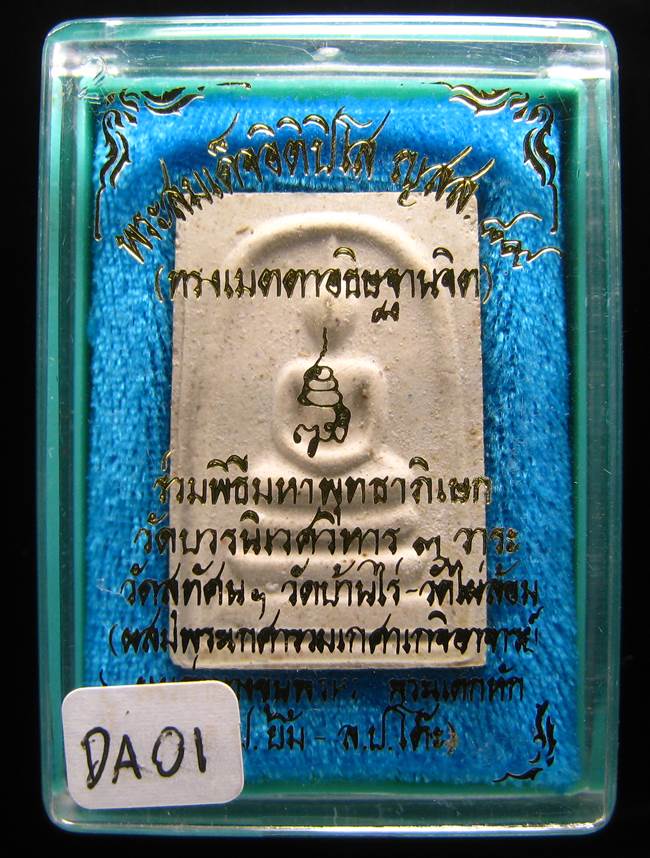 พระสมเด็จอิติปิโส ญสส. ๘๙
(ทรงเมตตาอธิษฐานจิต)
ร่วมพิธีมหาพุทธาภิเษก
วัดบวรนิเวศวิหาร ๓ วาระ
วัดสุทัศนฯ วัดบ้านไร่-วัดไผ่ล้อม
(ผสมพระเกศารวมเกศาเกจิอาจารย์
ยิ้ม - ล.ป.โต๊ะ)
DA01